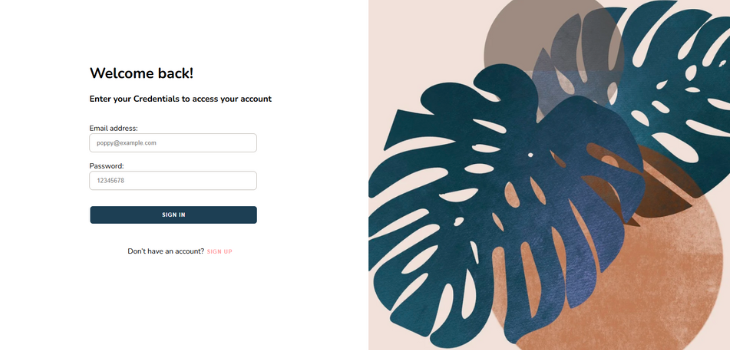 Welcome back!
Enter your Credentials to access your account
Email address:
poppy@example.com
Password:
12345678
SIGN IN
Don't have an account? SIGN UP